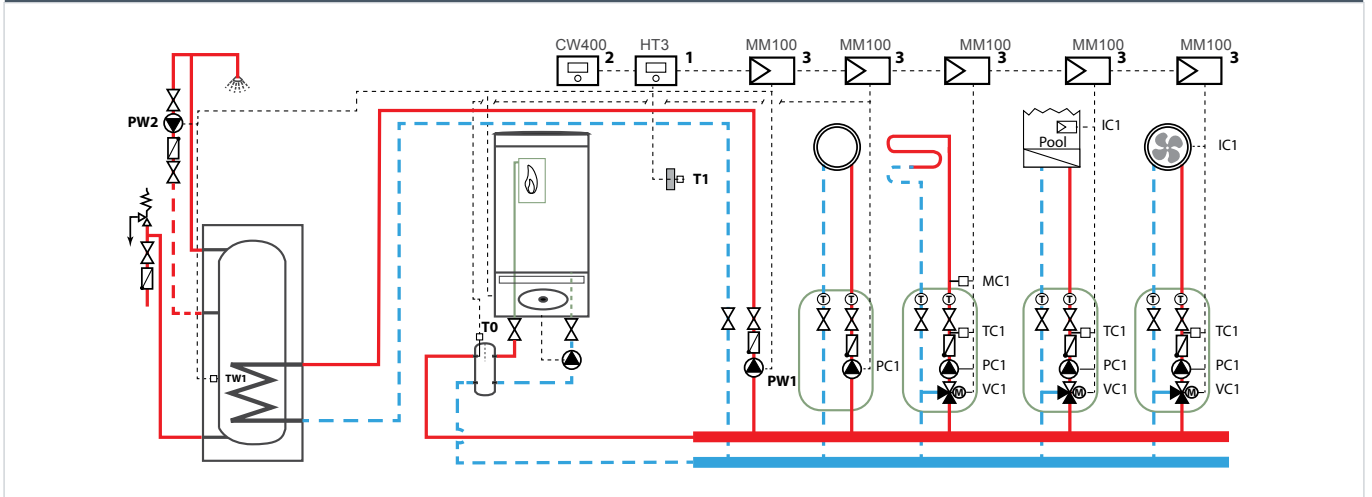 CW400 HT3 MM100 MM100 MM100 MM100 MM100
2 1 3 3 3 3 3
PW2
IC1
Pool
IC1
T1
MC1
T T T T T T T T
T0
TC1 TC1 TC1
PW1 PC1 PC1 PC1 PC1
TW1
M VC1 M VC1 M VC1